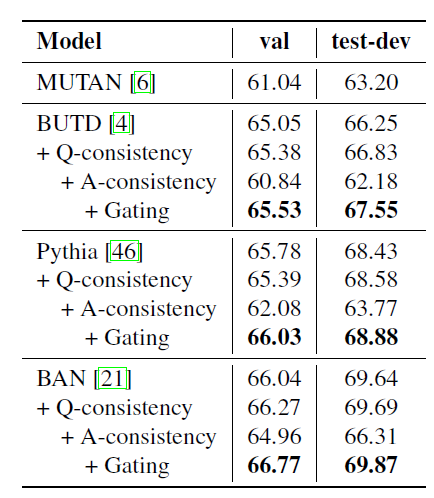 Model val test-dev
MUTAN [6] 61.04 63.20
BUTD [4] 65.05 66.25
+ Q-consistency 65.38 66.83
+ A-consistency 60.84 62.18
+ Gating 65.53 67.55
Pythia [46] 65.78 68.43
+ Q-consistency 65.39 68.58
+ A-consistency 62.08 63.77
+ Gating 66.03 68.88
BAN [21] 66.04 69.64
+ Q-consistency 66.27 69.69
+ A-consistency 64.96 66.31
+ Gating 66.77 69.87